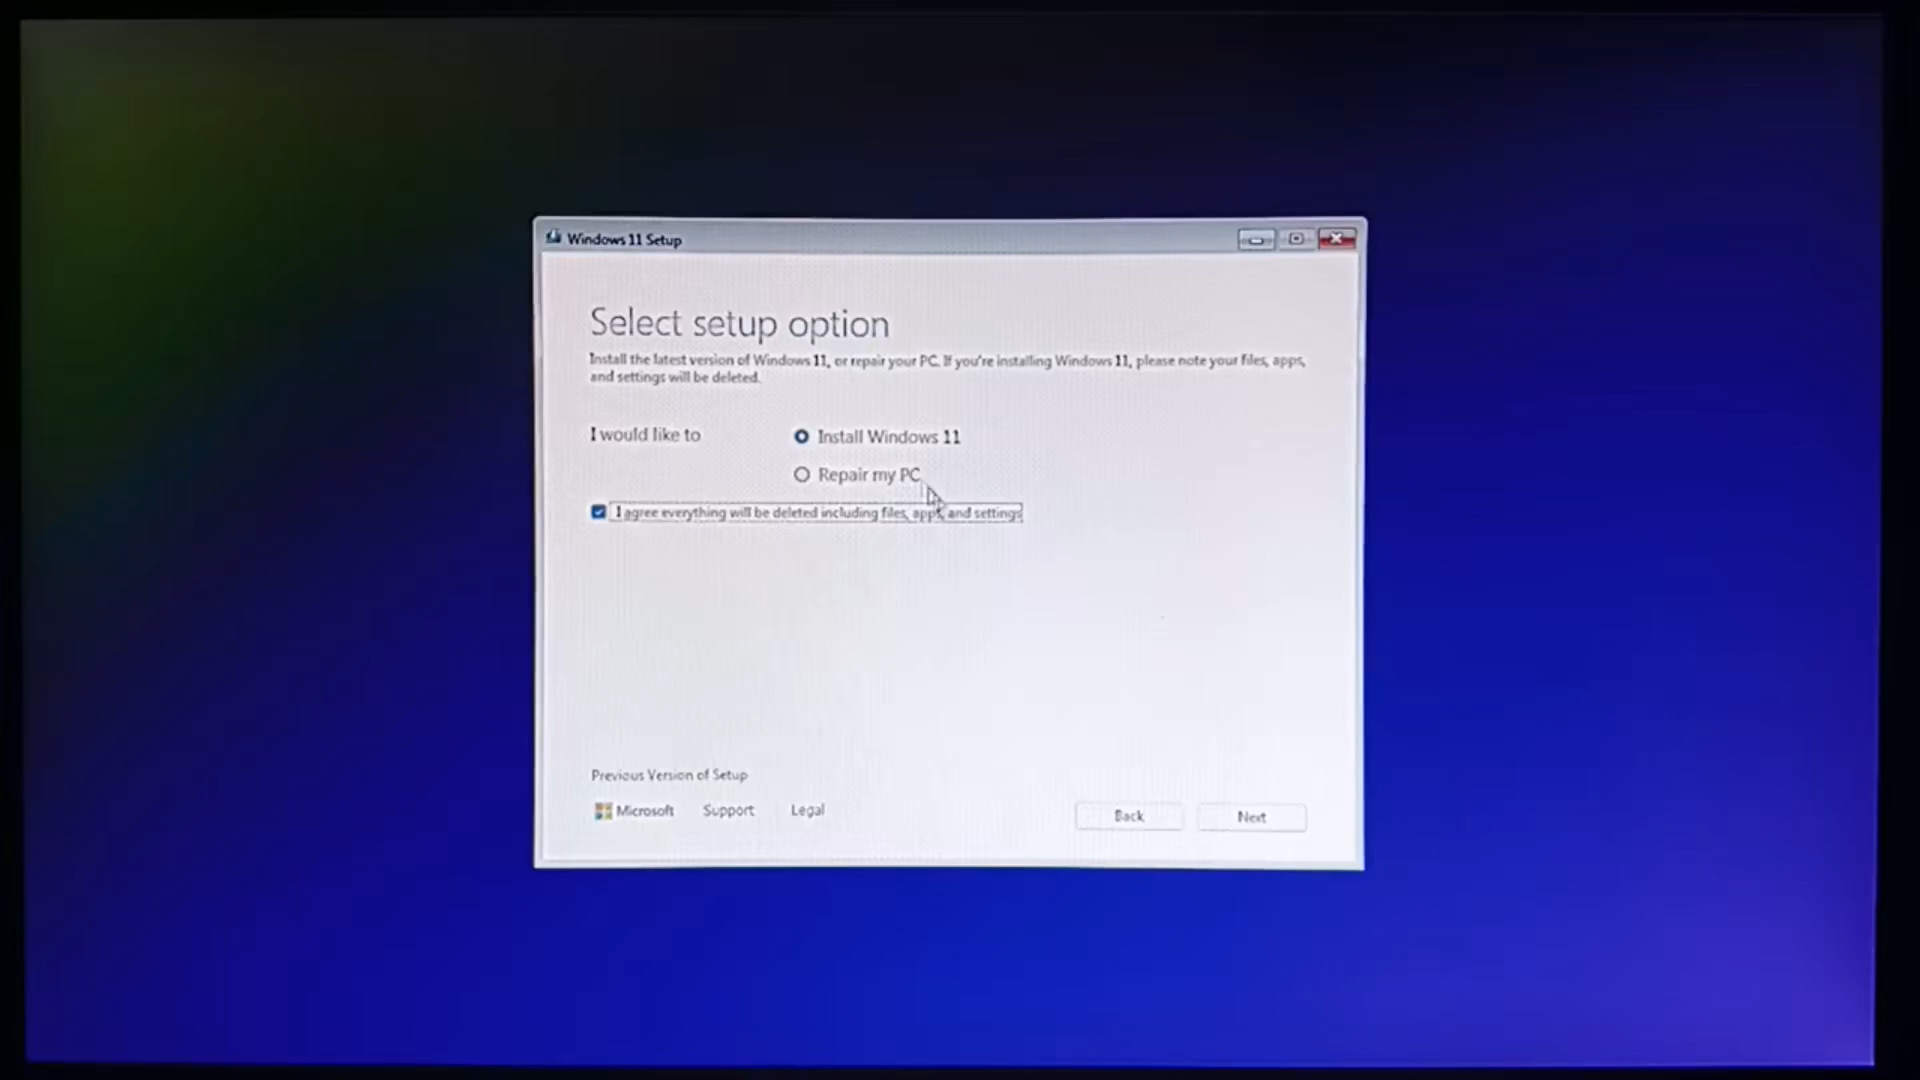 Windows 11 Setup
Select setup option
Install the latest version of Windows 11, or repair your PC. If you're installing Windows 11, please note your files, apps,
and settings will be deleted.
I would like to
Install Windows 11
Repair my PC
I agree everything will be deleted including files, apps, and settings
Previous Version of Setup
Microsoft Support Legal
Back Next